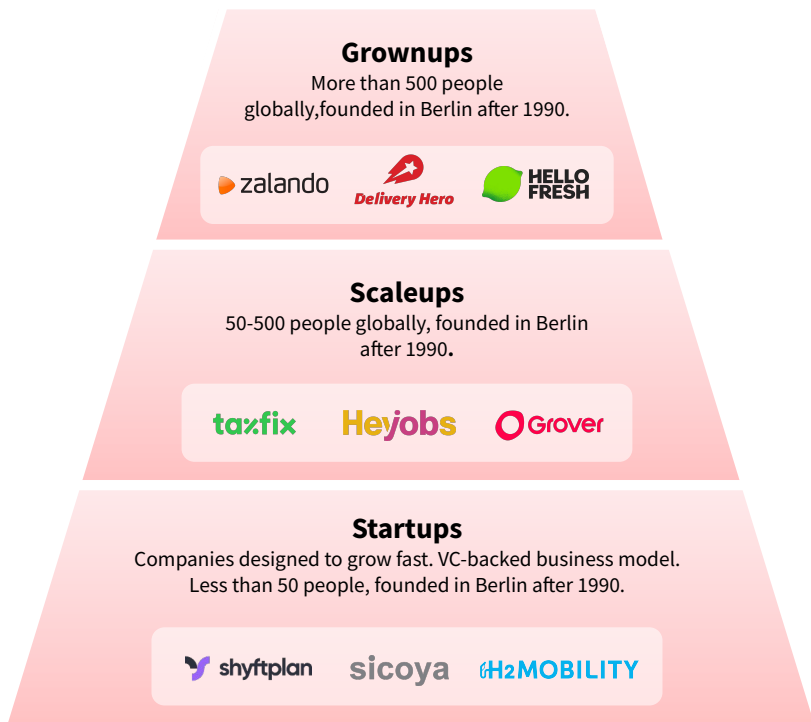 Grownups
More than 500 people
globally,founded in Berlin after 1990.
zalando Delivery Hero HELLO FRESH
Scaleups
50-500 people globally, founded in Berlin
after 1990.
taxfix Heyjobs Grover
Startups
Companies designed to grow fast. VC-backed business model.
Less than 50 people, founded in Berlin after 1990.
shyftplan sicoya H2MOBILITY